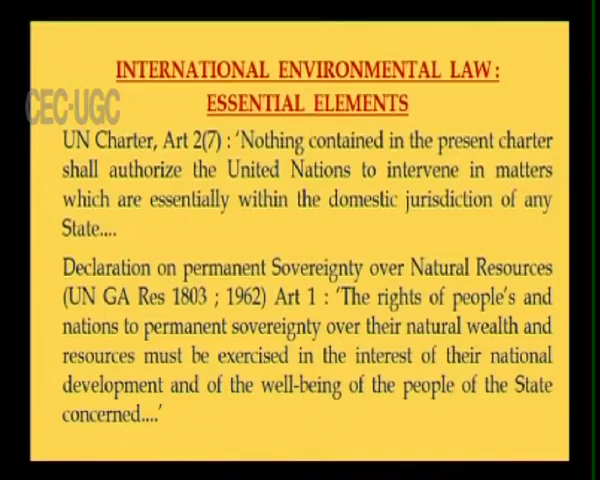 INTERNATIONAL ENVIRONMENTAL LAW :
ESSENTIAL ELEMENTS
CEC-UGC
UN Charter, Art 2(7) : ‘Nothing contained in the present charter
shall authorize the United Nations to intervene in matters
which are essentially within the domestic jurisdiction of any
State....
Declaration on permanent Sovereignty over Natural Resources
(UN GA Res 1803 ; 1962) Art 1 : ‘The rights of people’s and
nations to permanent sovereignty over their natural wealth and
resources must be exercised in the interest of their national
development and of the well-being of the people of the State
concerned....’